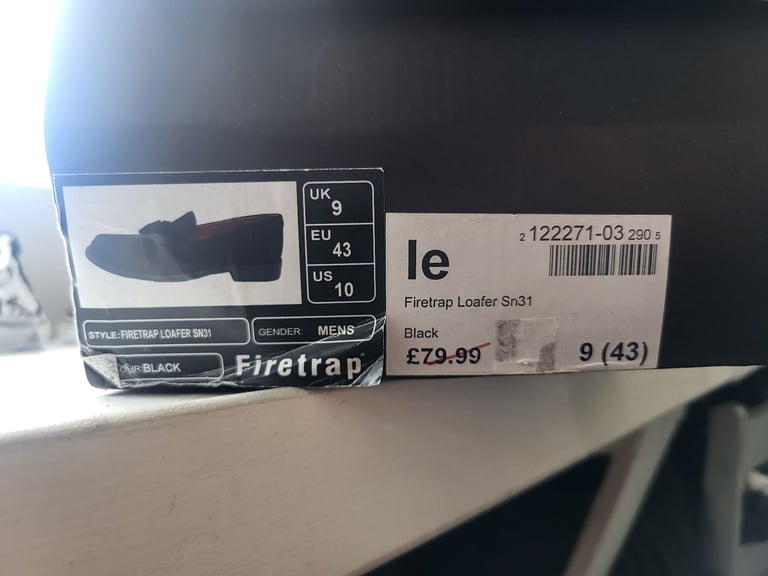 UK
9
EU
43
US
10
STYLE:FIRETRAP LOAFER SN31
GENDER: MENS
OUR:BLACK
Firetrap
le
2 122271-03 290 5
Firetrap Loafer Sn31
Black
£79.99
9 (43)